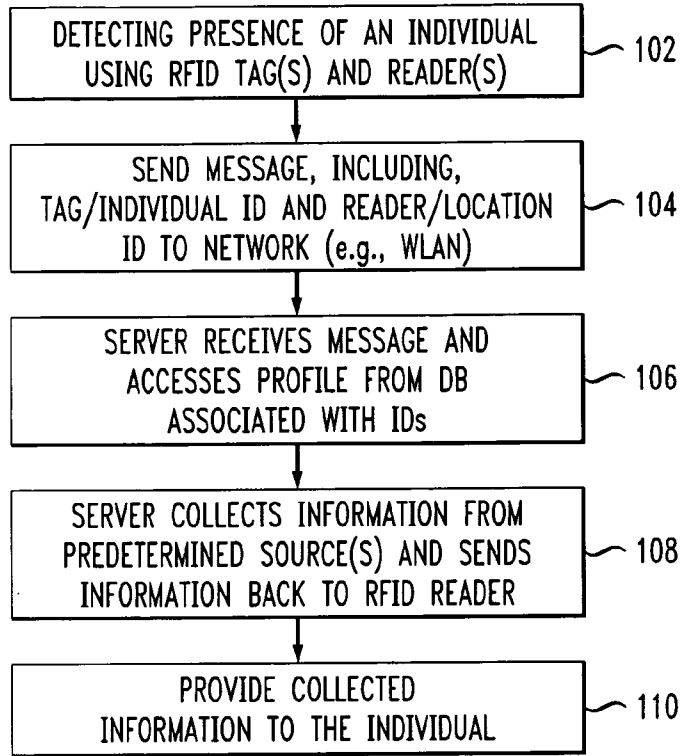 DETECTING PRESENCE OF AN INDIVIDUAL
USING RFID TAG(S) AND READER(S)
102
SEND MESSAGE, INCLUDING,
TAG/INDIVIDUAL ID AND READER/LOCATION
ID TO NETWORK (e.g., WLAN)
104
SERVER RECEIVES MESSAGE AND
ACCESSES PROFILE FROM DB
ASSOCIATED WITH IDs
106
SERVER COLLECTS INFORMATION FROM
PREDETERMINED SOURCE(S) AND SENDS
INFORMATION BACK TO RFID READER
108
PROVIDE COLLECTED
INFORMATION TO THE INDIVIDUAL
110